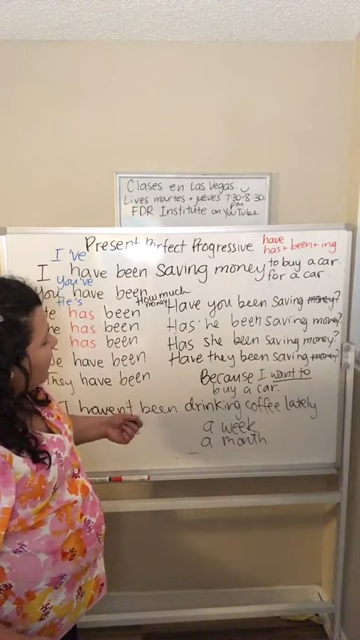 Clases en Las Vegas
Lives martes + jueves 7:30-8:30 PM
FDR Institute on YouTube
Present Perfect Progressive
have
has + been + ing
I've
I have been saving money to buy a car.
for a car.
You've
You have been
He's
has been
has been
has been
have been
They have been
How much money
Have you been saving money?
Has he been saving money?
Has she been saving money?
Have they been saving money?
Because I want to
buy a car.
I haven't been drinking coffee lately
a week
a month